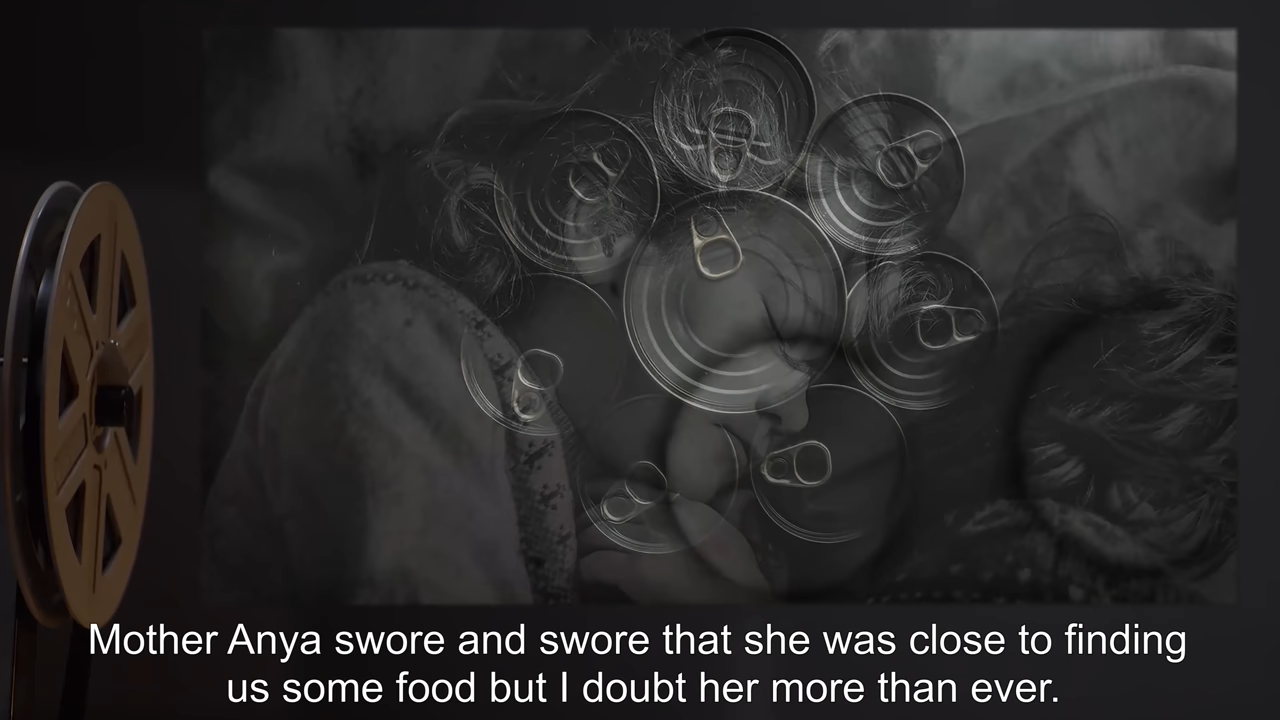 Mother Anya swore and swore that she was close to finding
us some food but I doubt her more than ever.